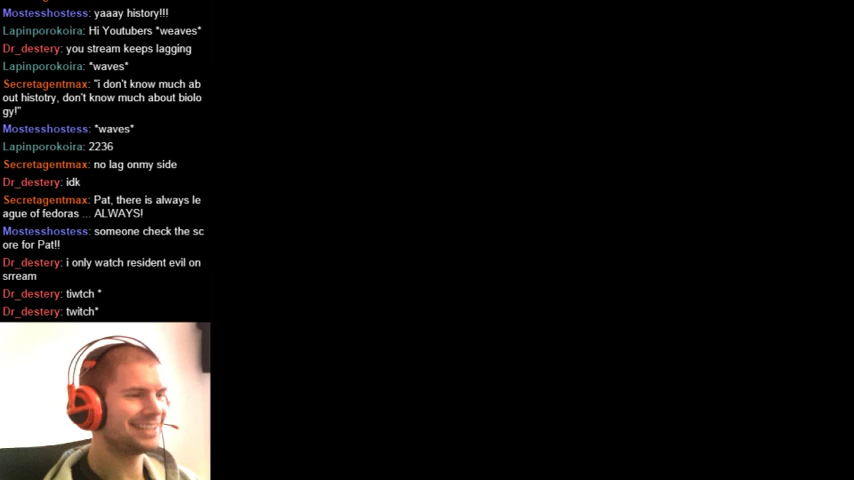 Mostesshostess: yaaay history!!!
Lapinporokoira: Hi Youtubers *weaves*
Dr_destery: you stream keeps lagging
Lapinporokoira: *waves*
Secretagentmax: "i don't know much ab
out histotry, don't know much about biolo
gy!"
Mostesshostess: *waves*
Lapinporokoira: 2236
Secretagentmax: no lag onmy side
Dr_destery: idk
Secretagentmax: Pat, there is always le
ague of fedoras ... ALWAYS!
Mostesshostess: someone check the sc
ore for Pat!!
Dr_destery: i only watch resident evil on
srream
Dr_destery: tiwtch *
Dr_destery: twitch*